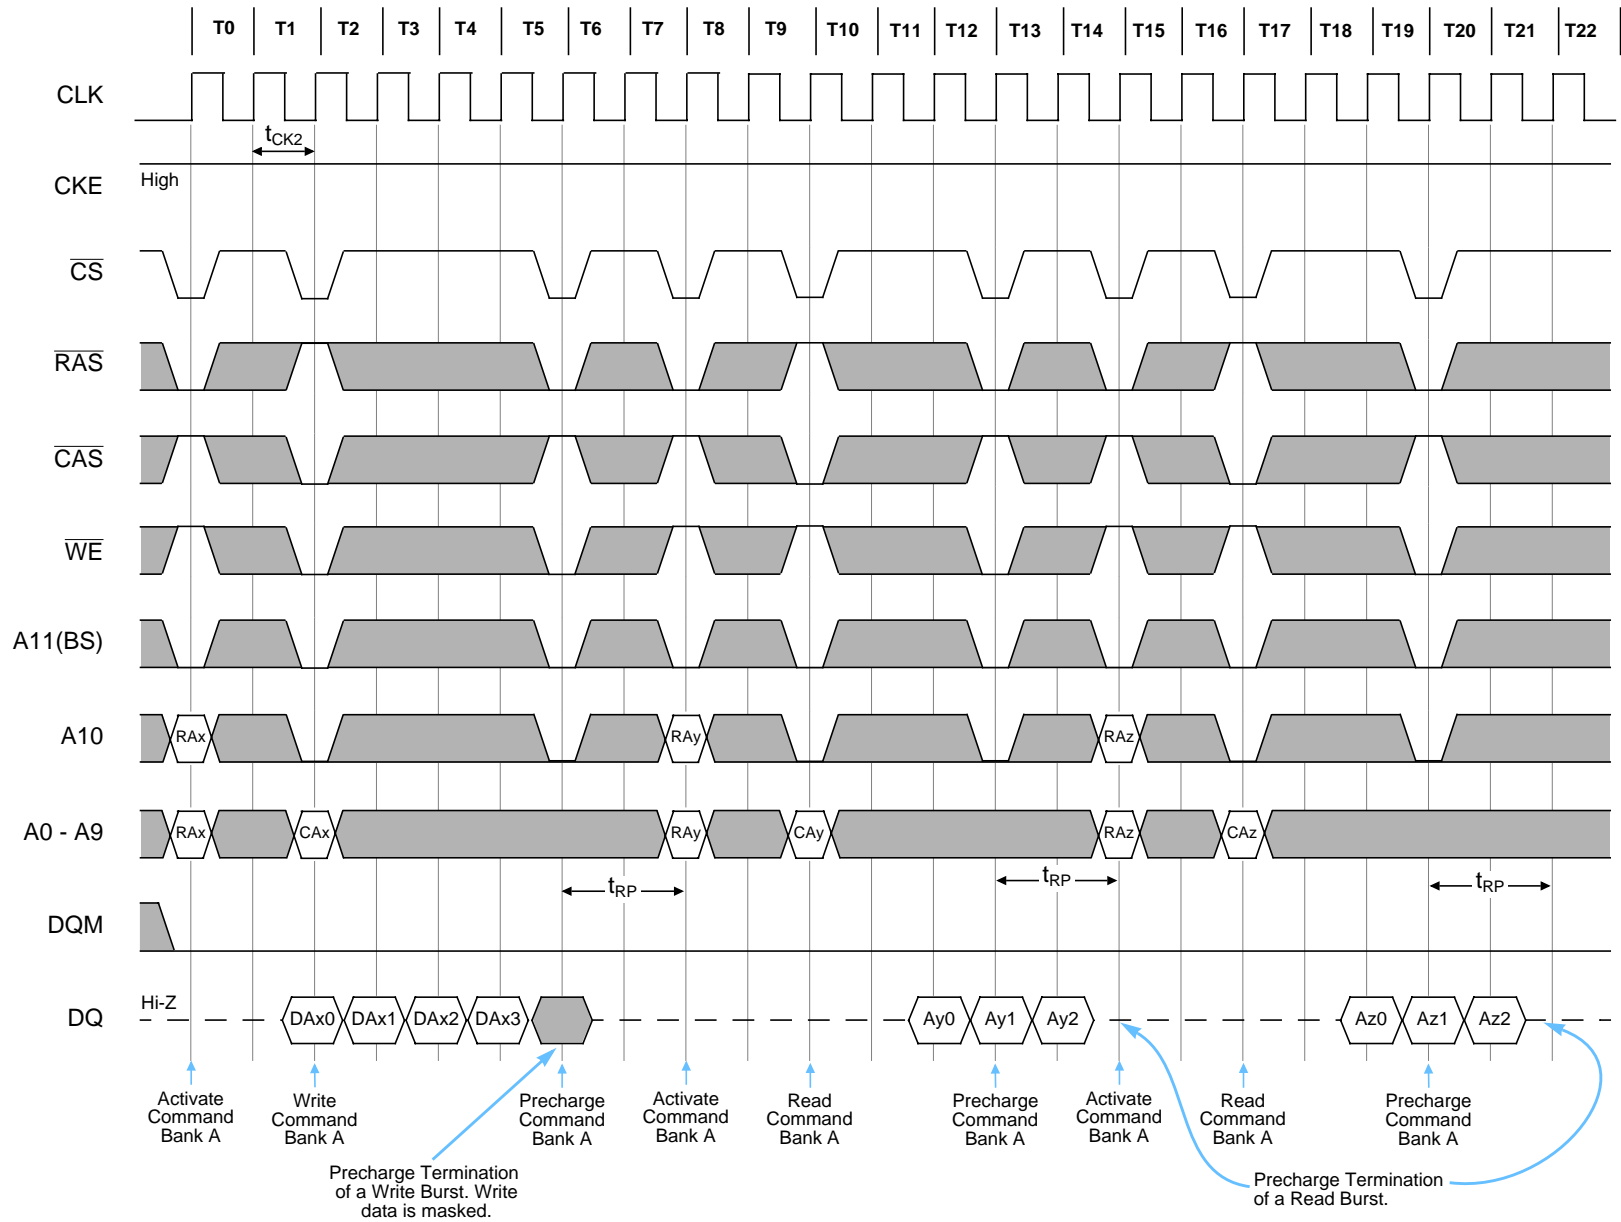 T0 T1 T2 T3 T4 T5 T6 T7 T8 T9 T10 T11 T12 T13 T14 T15 T16 T17 T18 T19 T20 T21 T22
CLK
tCK2
CKE
High
CS
RAS
CAS
WE
A11(BS)
A10
RAx RAy RAz
A0 - A9
RAx CAx RAy CAy RAz CAz
tRP tRP tRP
DQM
DQ
Hi-Z
DAx0 DAx1 DAx2 DAx3 Ay0 Ay1 Ay2 Az0 Az1 Az2
Activate
Command
Bank A
Write
Command
Bank A
Precharge
Command
Bank A
Activate
Command
Bank A
Read
Command
Bank A
Precharge
Command
Bank A
Activate
Command
Bank A
Read
Command
Bank A
Precharge
Command
Bank A
Precharge Termination
of a Write Burst. Write
data is masked.
Precharge Termination
of a Read Burst.